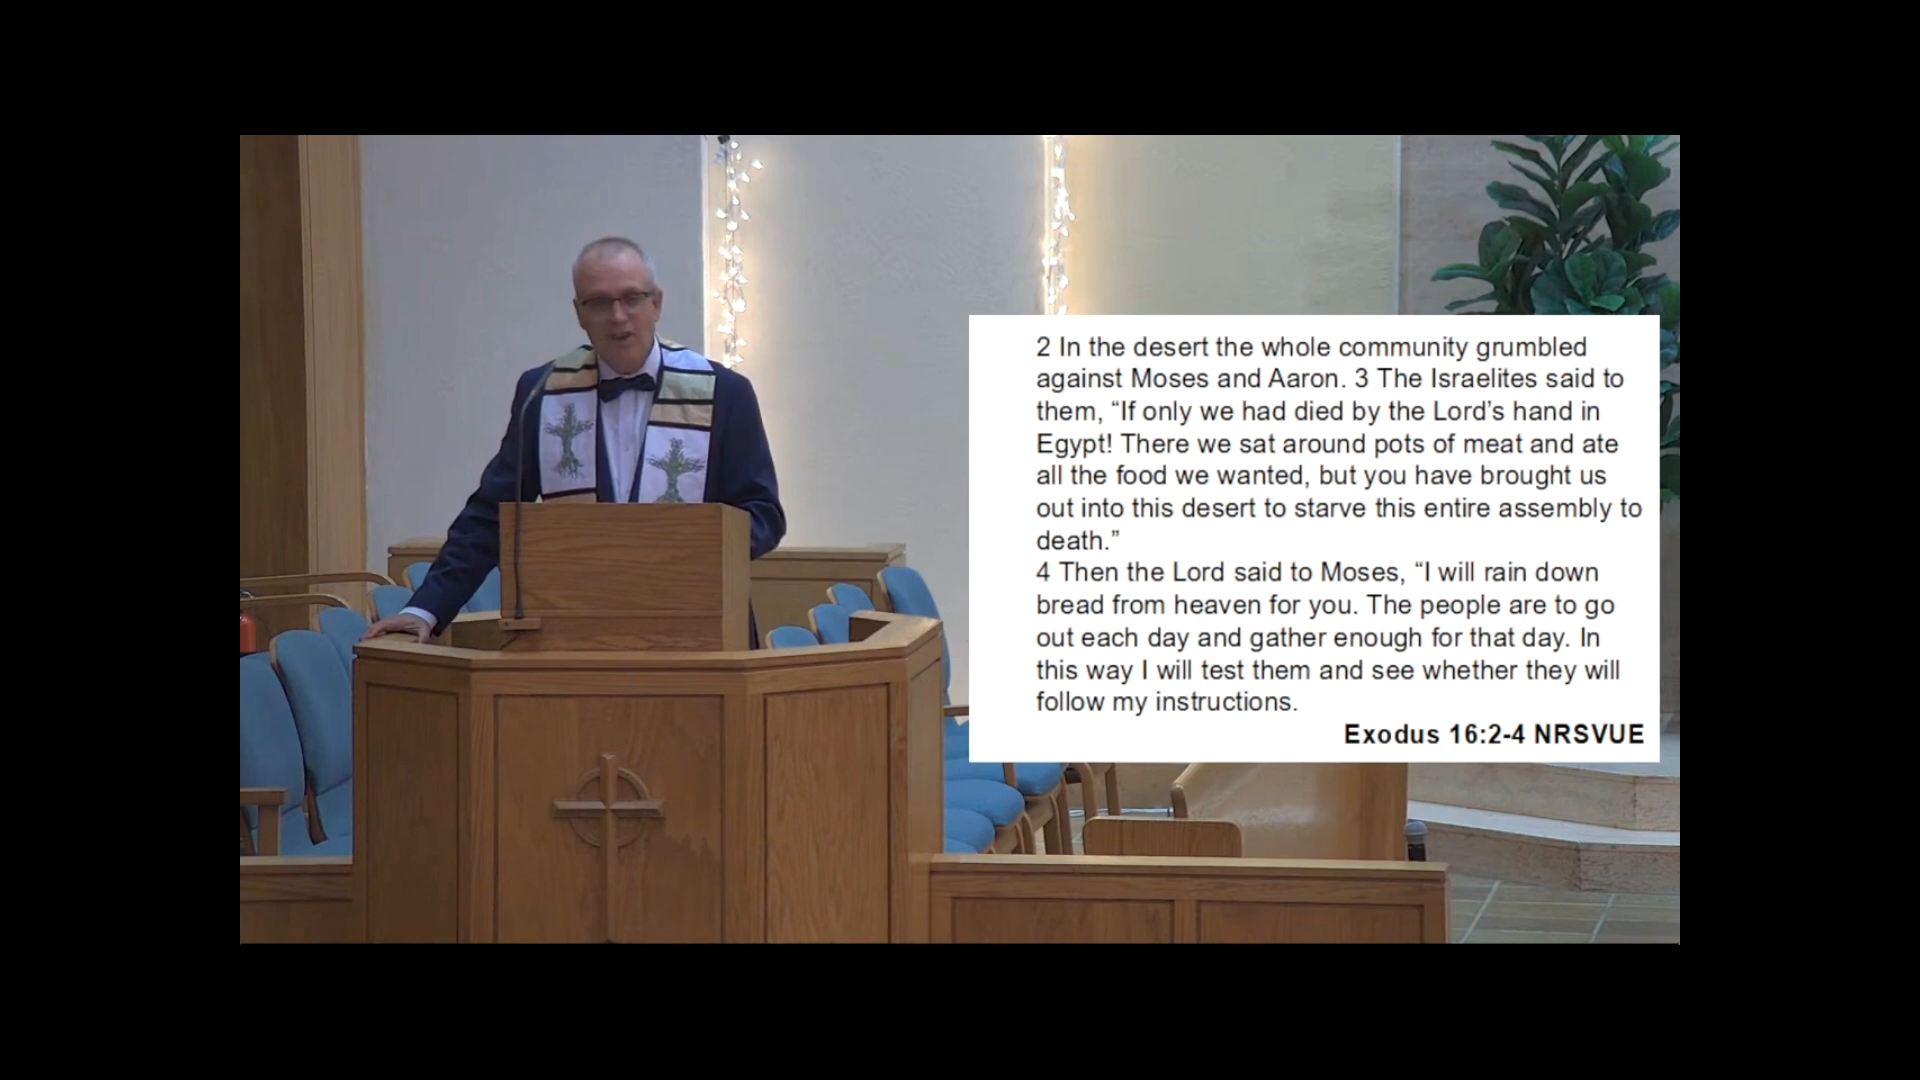 2 In the desert the whole community grumbled
against Moses and Aaron. 3 The Israelites said to
them, “If only we had died by the Lord’s hand in
Egypt! There we sat around pots of meat and ate
all the food we wanted, but you have brought us
out into this desert to starve this entire assembly to
death.”
4 Then the Lord said to Moses, “I will rain down
bread from heaven for you. The people are to go
out each day and gather enough for that day. In
this way I will test them and see whether they will
follow my instructions.
Exodus 16:2-4 NRSVUE